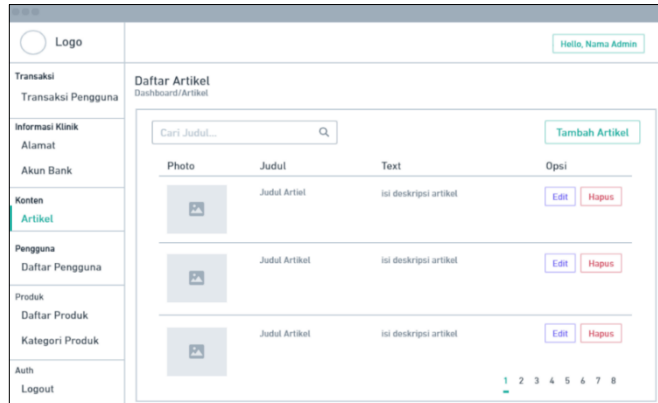 Logo
Hello, Nama Admin
Transaksi
Transaksi Pengguna
Informasi Klinik
Alamat
Akun Bank
Konten
Artikel
Pengguna
Daftar Pengguna
Produk
Daftar Produk
Kategori Produk
Auth
Logout
Daftar Artikel
Dashboard/Artikel
Cari Judul...
Tambah Artikel
Photo Judul Text Opsi
Judul Artiel isi deskripsi artikel Edit Hapus
Judul Artikel isi deskripsi artikel Edit Hapus
Judul Artikel isi deskripsi artikel Edit Hapus
1 2 3 4 5 6 7 8